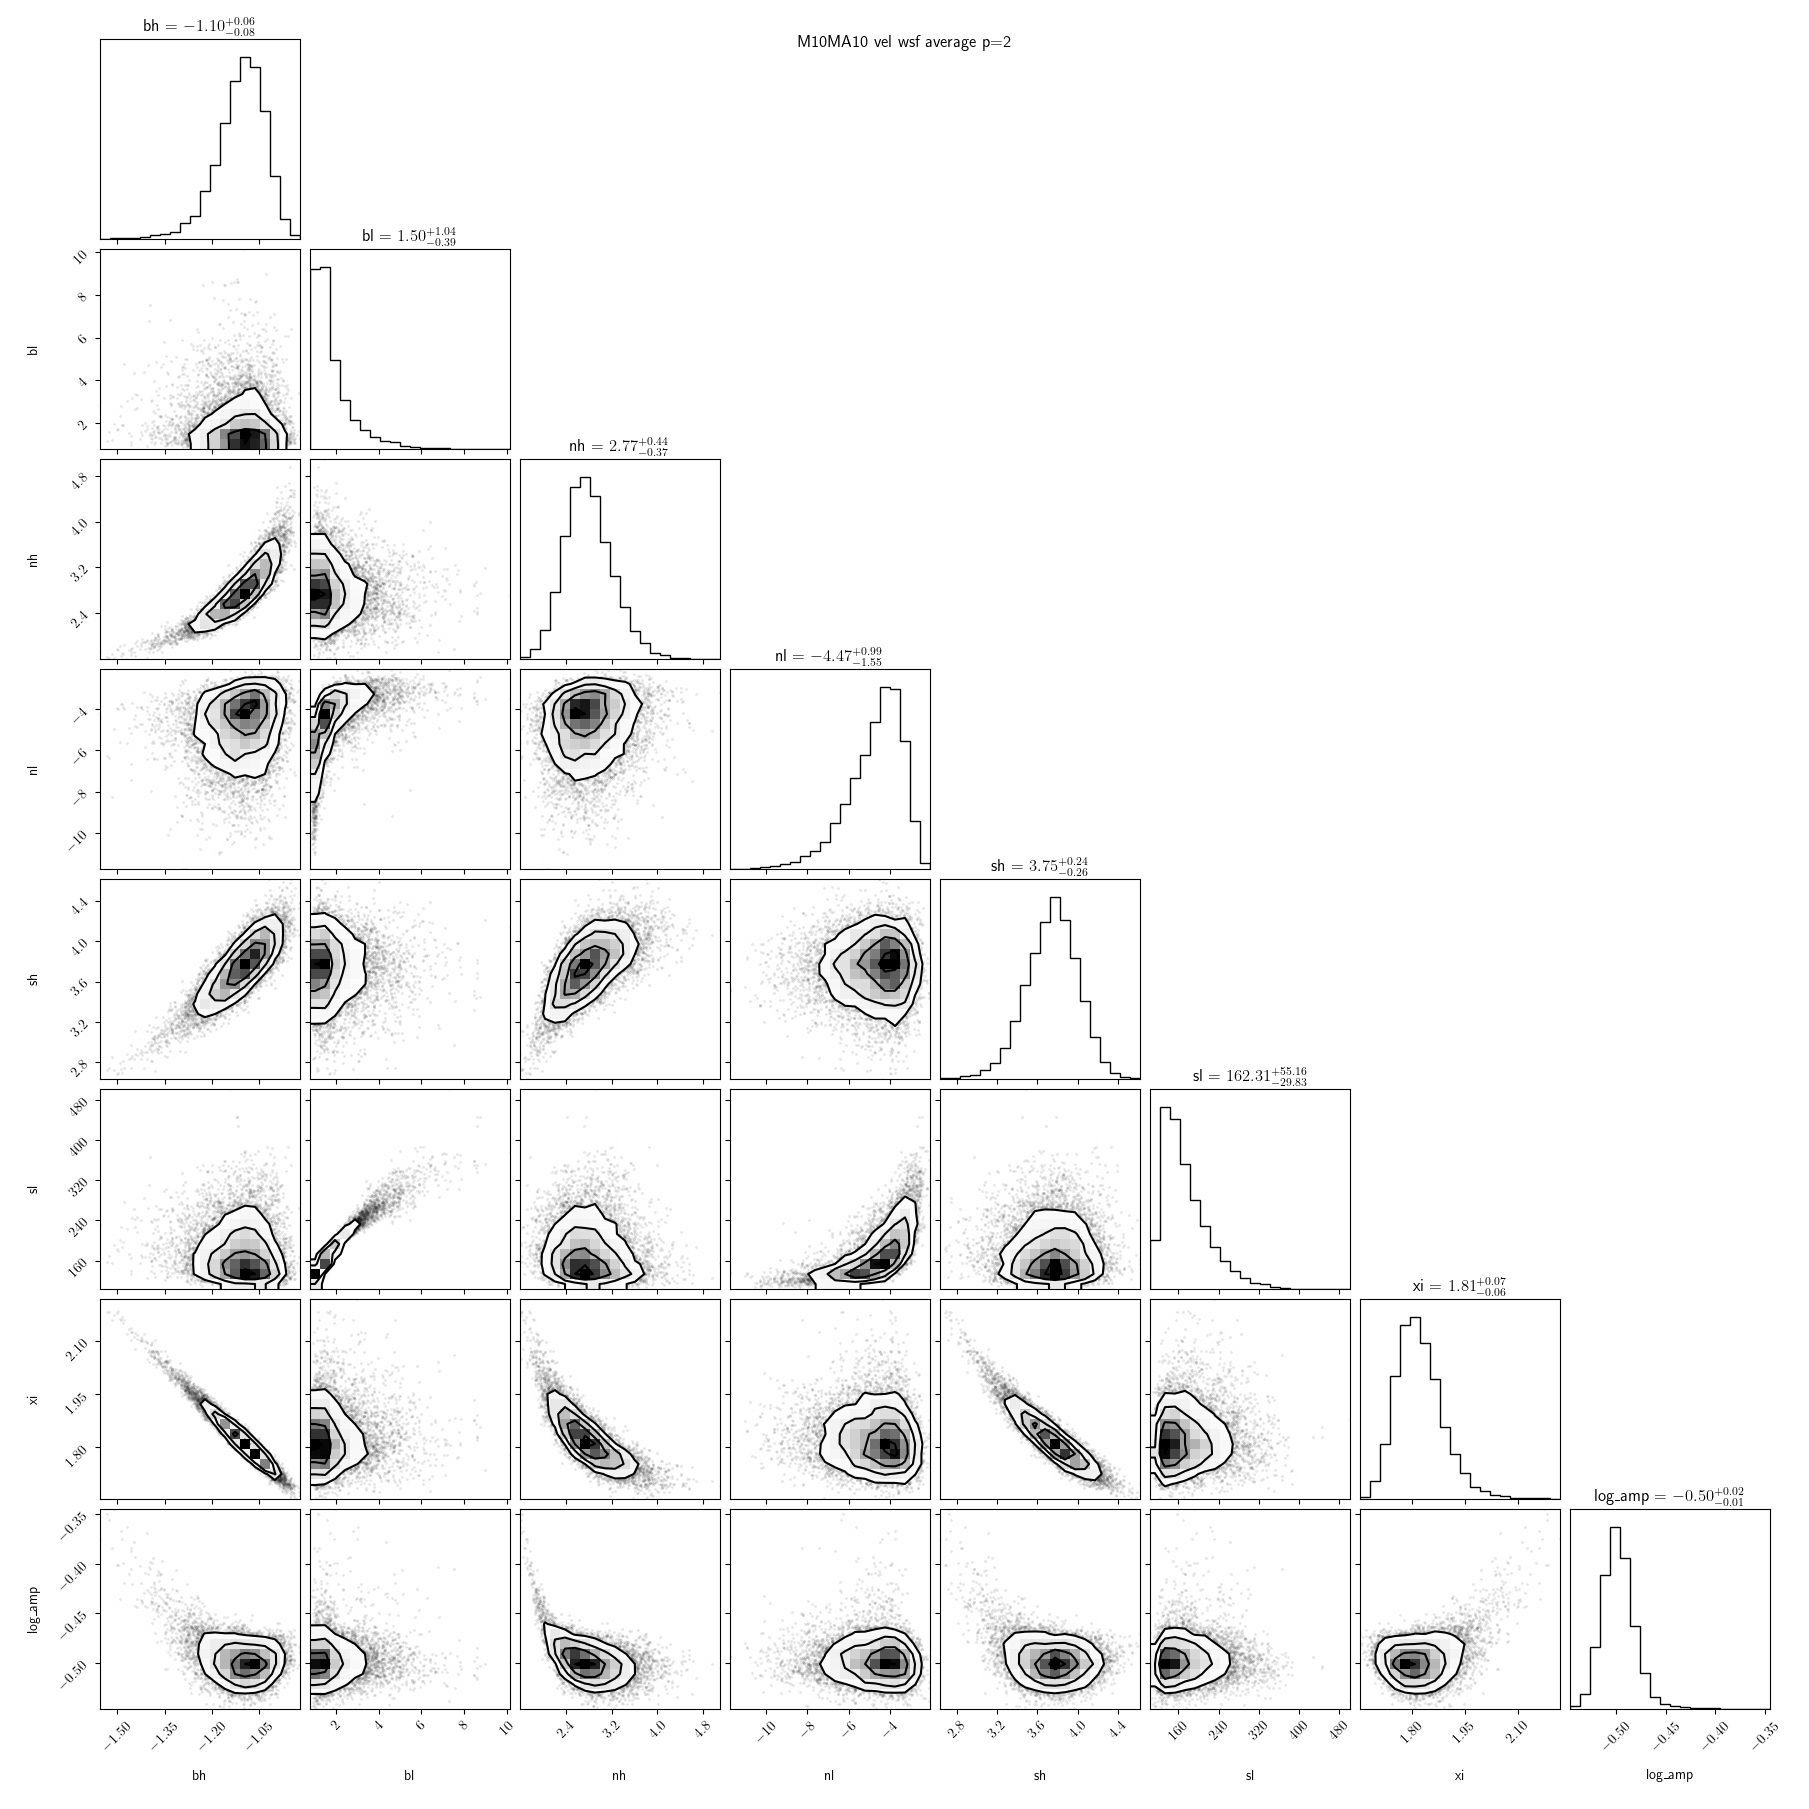 M10MA10 vel wsf average p=2
bh = −1.10 +0.06 −0.08
bl = 1.50 +1.04 −0.39
nh = 2.77 +0.44 −0.37
nl = −4.47 +0.99 −1.55
sh = 3.75 +0.24 −0.26
sl = 162.31 +55.16 −29.83
xi = 1.81 +0.07 −0.06
log_amp = −0.50 +0.02 −0.01
bl
10
8
6
4
2
nh
4.8
4.0
3.2
2.4
nl
−4
−6
−8
−10
sh
4.4
4.0
3.6
3.2
2.8
sl
480
400
320
240
160
xi
2.10
1.95
1.80
log_amp
−0.35
−0.40
−0.45
−0.50
−1.50 −1.35 −1.20 −1.05
2 4 6 8 10
2.4 3.2 4.0 4.8
−10 −8 −6 −4
2.8 3.2 3.6 4.0 4.4
160 240 320 400 480
1.80 1.95 2.10
−0.50 −0.45 −0.40 −0.35
bh bl nh nl sh sl xi log_amp